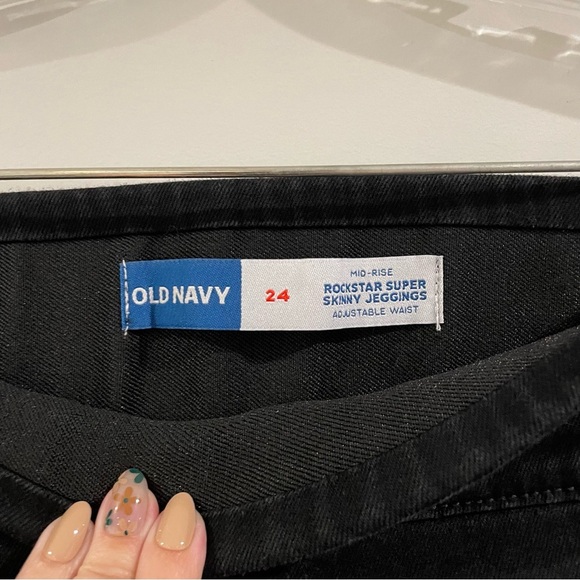 OLD NAVY
24
MID-RISE
ROCKSTAR SUPER
SKINNY JEGGINGS
ADJUSTABLE WAIST